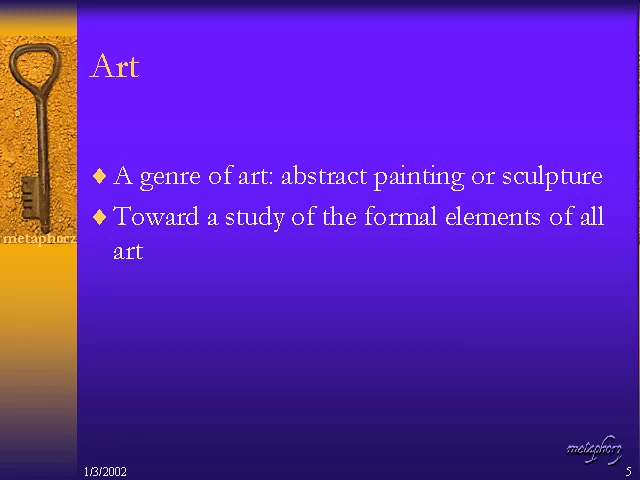 Art
A genre of art: abstract painting or sculpture
Toward a study of the formal elements of all
art
metaphorz
metaphorz
1/3/2002
5